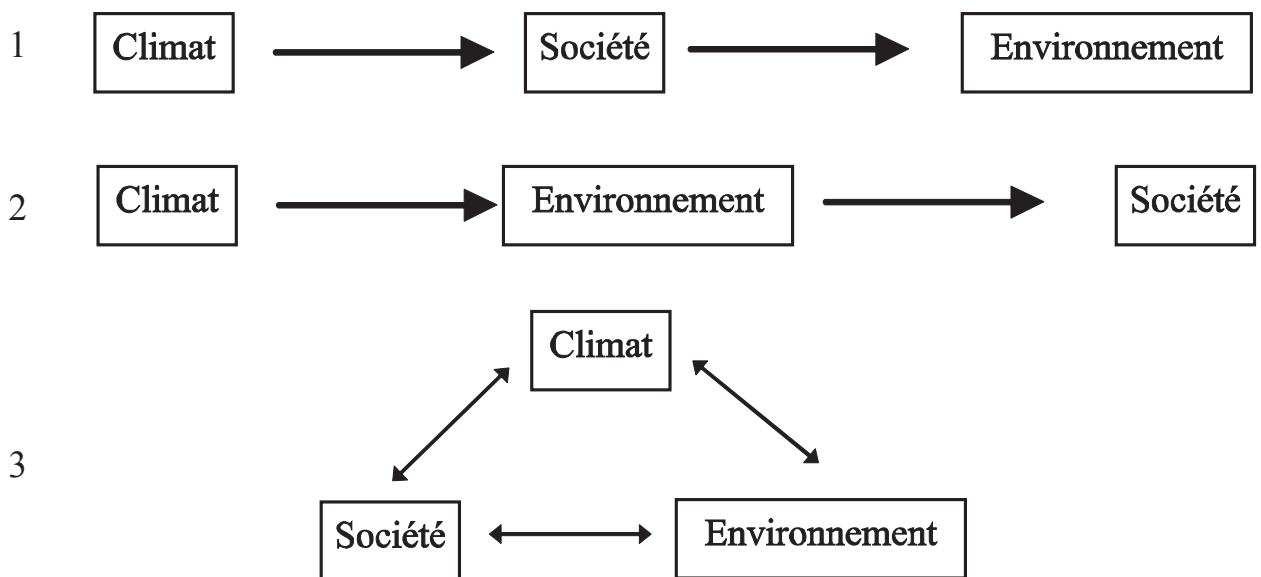 1 Climat Société Environnement
2 Climat Environnement Société
Climat
3
Société Environnement